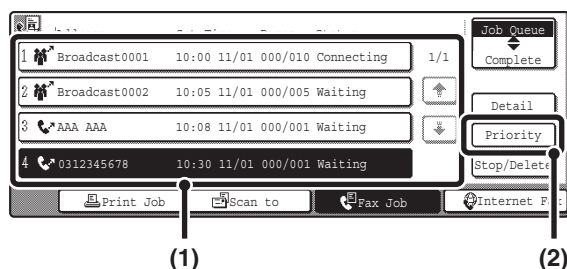 Job Queue
Complete
1 Broadcast0001 10:00 11/01 000/010 Connecting
1/1
2 Broadcast0002 10:05 11/01 000/005 Waiting
Detail
3 AAA AAA 10:08 11/01 000/001 Waiting
Priority
4 0312345678 10:30 11/01 000/001 Waiting
Stop/Delete
Print Job Scan to Fax Job Internet Fax
(1) (2)